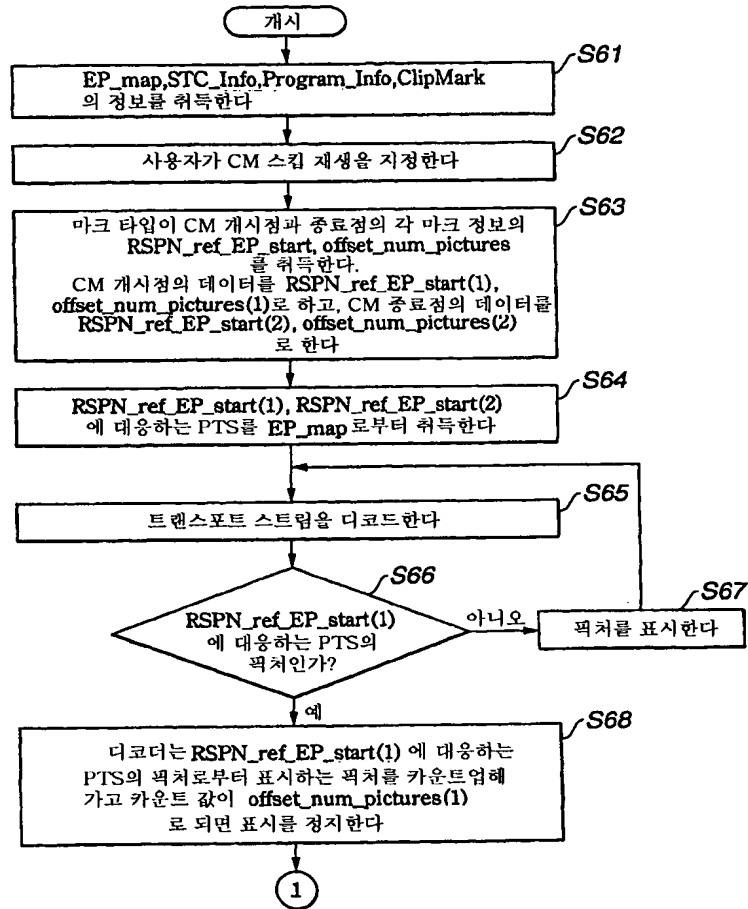 개시
S61
EP_map,STC_Info,Program_Info,ClipMark
의 정보를 취득한다
S62
사용자가 CM 스킵 재생을 지정한다
S63
마크 타입이 CM 개시점과 종료점의 각 마크 정보의
RSPN_ref_EP_start, offset_num_pictures
를 취득한다.
CM 개시점의 데이터를 RSPN_ref_EP_start(1),
offset_num_pictures(1)로 하고, CM 종료점의 데이터를
RSPN_ref_EP_start(2), offset_num_pictures(2)
로 한다
S64
RSPN_ref_EP_start(1), RSPN_ref_EP_start(2)
에 대응하는 PTS를 EP_map로부터 취득한다
S65
트랜스포트 스트림을 디코드한다
S66
RSPN_ref_EP_start(1)
에 대응하는 PTS의
픽처인가?
아니오
S67
픽처를 표시한다
예
S68
디코더는 RSPN_ref_EP_start(1) 에 대응하는
PTS의 픽처로부터 표시하는 픽처를 카운트업해
가고 카운트 값이 offset_num_pictures(1)
로 되면 표시를 정지한다
1